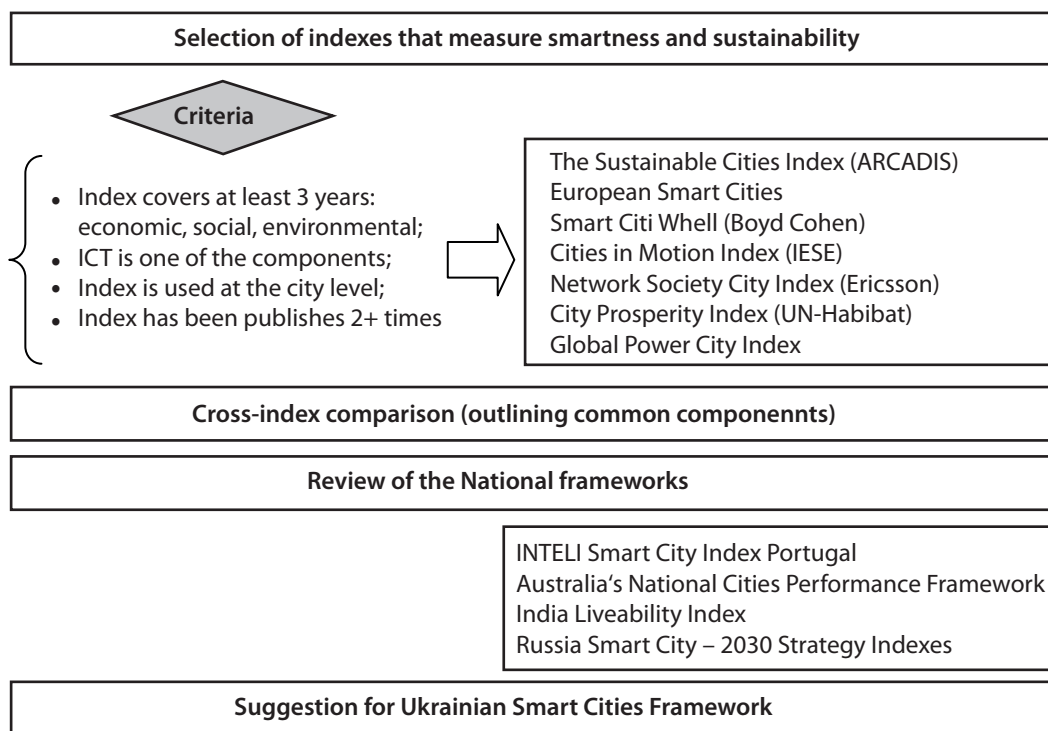 Selection of indexes that measure smartness and sustainability
Criteria
• Index covers at least 3 years:
economic, social, environmental;
• ICT is one of the components;
• Index is used at the city level;
• Index has been publishes 2+ times
The Sustainable Cities Index (ARCADIS)
European Smart Cities
Smart Citi Whell (Boyd Cohen)
Cities in Motion Index (IESE)
Network Society City Index (Ericsson)
City Prosperity Index (UN-Habibat)
Global Power City Index
Cross-index comparison (outlining common componennts)
Review of the National frameworks
INTELI Smart City Index Portugal
Australia‘s National Cities Performance Framework
India Liveability Index
Russia Smart City – 2030 Strategy Indexes
Suggestion for Ukrainian Smart Cities Framework